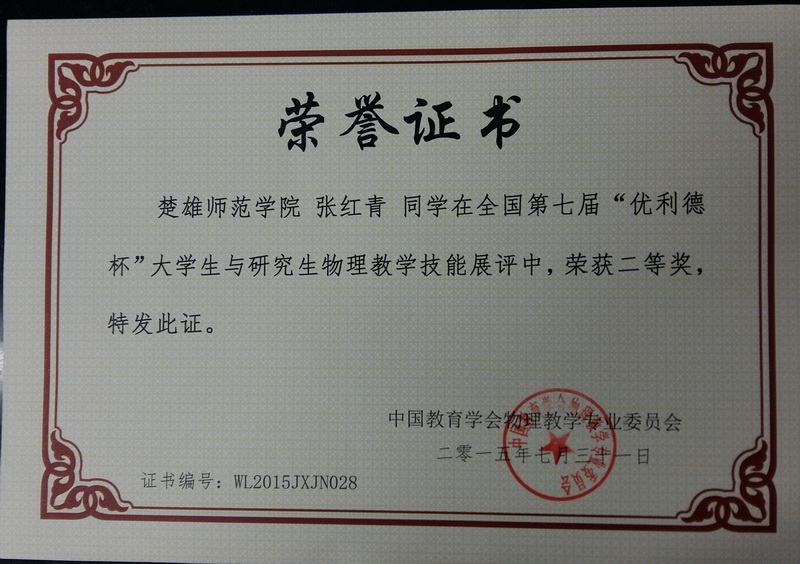 荣誉证书
楚雄师范学院 张红青 同学在全国第七届“优利德
杯”大学生与研究生物理教学技能展评中，荣获二等奖，
特发此证。
中国教育学会物理教学专业委员会
二零一五年七月三十一日
证书编号：WL2015JXJN028